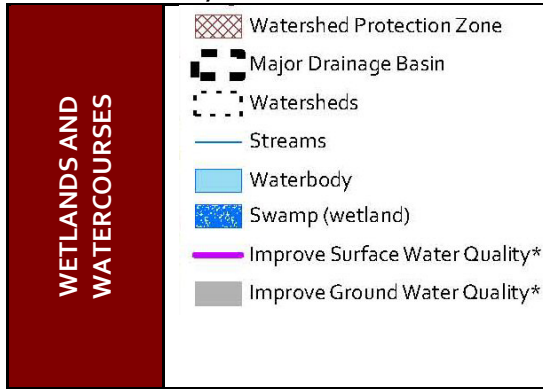 WETLANDS AND
WATERCOURSES
Watershed Protection Zone
Major Drainage Basin
Watersheds
Streams
Waterbody
Swamp (wetland)
Improve Surface Water Quality*
Improve Ground Water Quality*